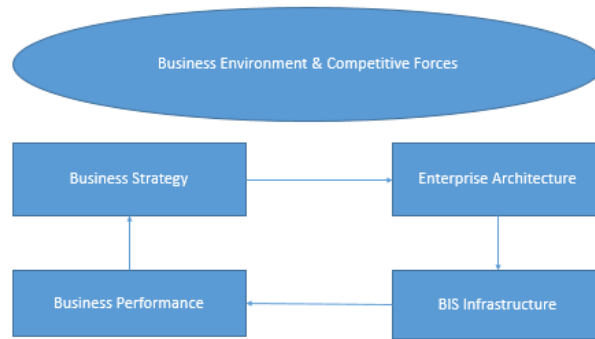 Business Environment & Competitive Forces
Business Strategy
Enterprise Architecture
Business Performance
BIS Infrastructure